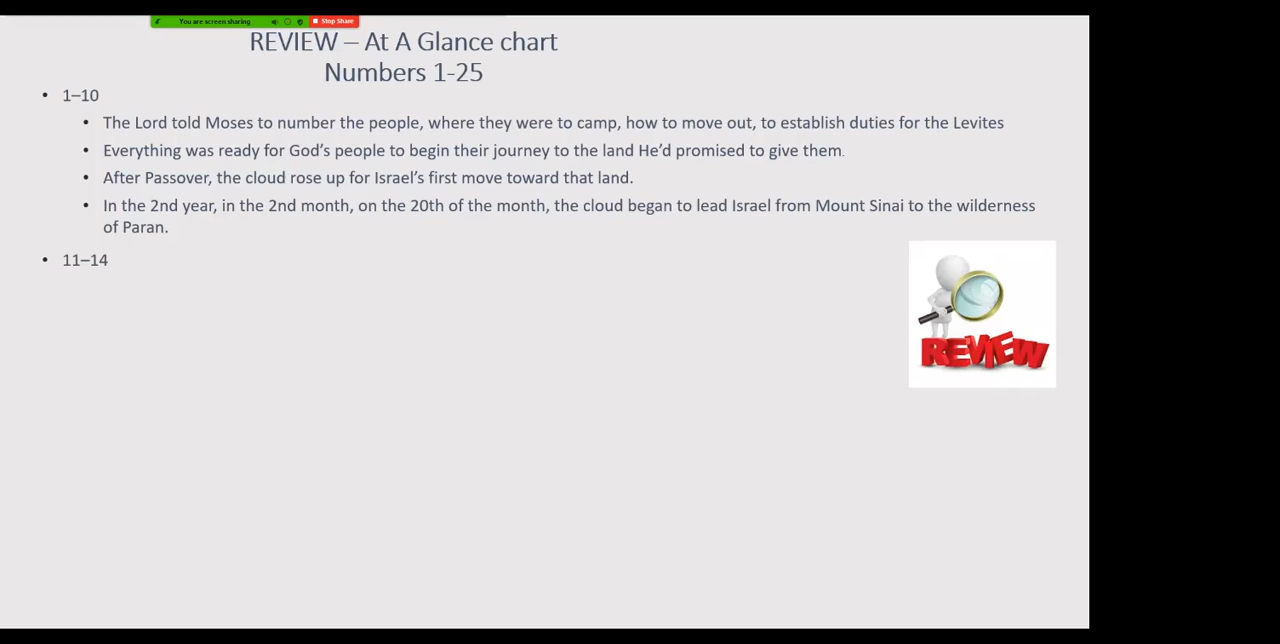 You are screen sharing
Stop Share
REVIEW – At A Glance chart
Numbers 1-25
• 1–10
• The Lord told Moses to number the people, where they were to camp, how to move out, to establish duties for the Levites
• Everything was ready for God’s people to begin their journey to the land He’d promised to give them.
• After Passover, the cloud rose up for Israel’s first move toward that land.
• In the 2nd year, in the 2nd month, on the 20th of the month, the cloud began to lead Israel from Mount Sinai to the wilderness
of Paran.
• 11–14
REVIEW